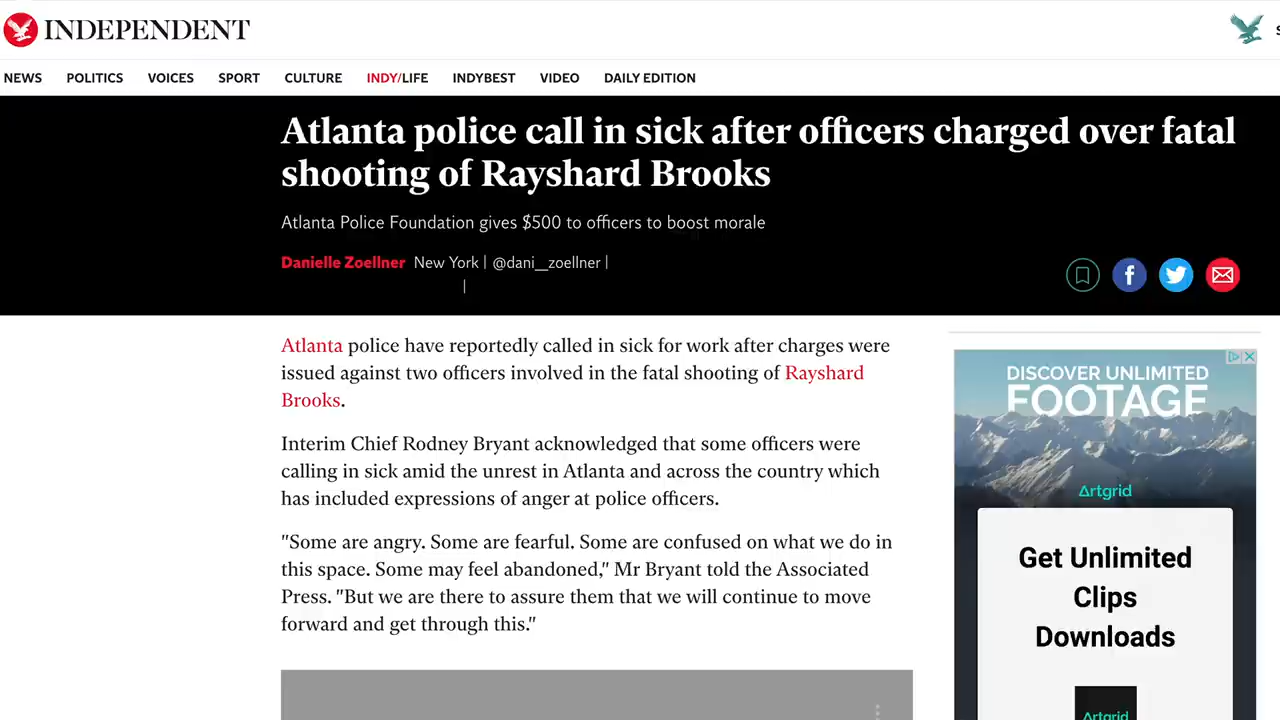 INDEPENDENT
NEWS POLITICS VOICES SPORT CULTURE INDY/LIFE INDYBEST VIDEO DAILY EDITION
Atlanta police call in sick after officers charged over fatal
shooting of Rayshard Brooks
Atlanta Police Foundation gives $500 to officers to boost morale
Danielle Zoellner New York | @dani__zoellner |
|
Atlanta police have reportedly called in sick for work after charges were
issued against two officers involved in the fatal shooting of Rayshard
Brooks.
Interim Chief Rodney Bryant acknowledged that some officers were
calling in sick amid the unrest in Atlanta and across the country which
has included expressions of anger at police officers.
"Some are angry. Some are fearful. Some are confused on what we do in
this space. Some may feel abandoned," Mr Bryant told the Associated
Press. "But we are there to assure them that we will continue to move
forward and get through this."
DISCOVER UNLIMITED
FOOTAGE
Artgrid
Get Unlimited
Clips
Downloads
Artgrid